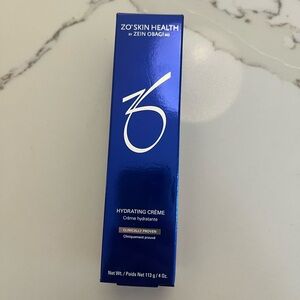 ZO® SKIN HEALTH
BY ZEIN OBAGI MD
ZO
HYDRATING CRÈME
Crème hydratante
CLINICALLY PROVEN
Cliniquement prouvé
Net Wt. / Poids Net 113 g / 4 Oz.